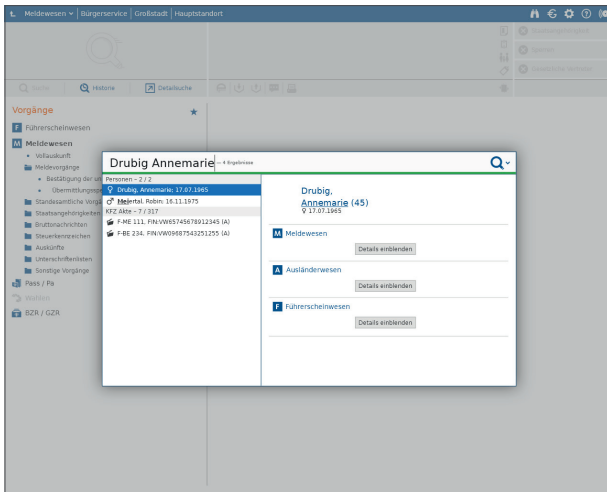 Meldewesen Bürgerservice Großstadt Hauptstandort
Staatsangehörigkeit
Historie Detailsuche
Vorgänge
F Führerscheinwesen
M Meldewesen
Vollauskunft
Meldevorgänge
Bestätigung der
Standesamtliche Vorgä
Staatsangehörigkeiten
Bruttonachrichten
Steuerkennzeichen
Auskünfte
Unterschriftenlisten
Sonstige Vorgänge
Pass / Pa
Wahlen
BZR / GZR
Drubig Annemarie — 4 Ergebnisse
Personen – 2 / 2
Drubig, Annemarie; 17.07.1965
Meiertal, Robin: 16.11.1975
KFZ Akte – 7 / 317
F-ME 111, FIN:VW65745678912345 (A)
F-BE 234, FIN:VW09687543251255 (A)
Drubig,
Annemarie (45)
17.07.1965
M Meldewesen
Details einblenden
A Ausländerwesen
Details einblenden
F Führerscheinwesen
Details einblenden